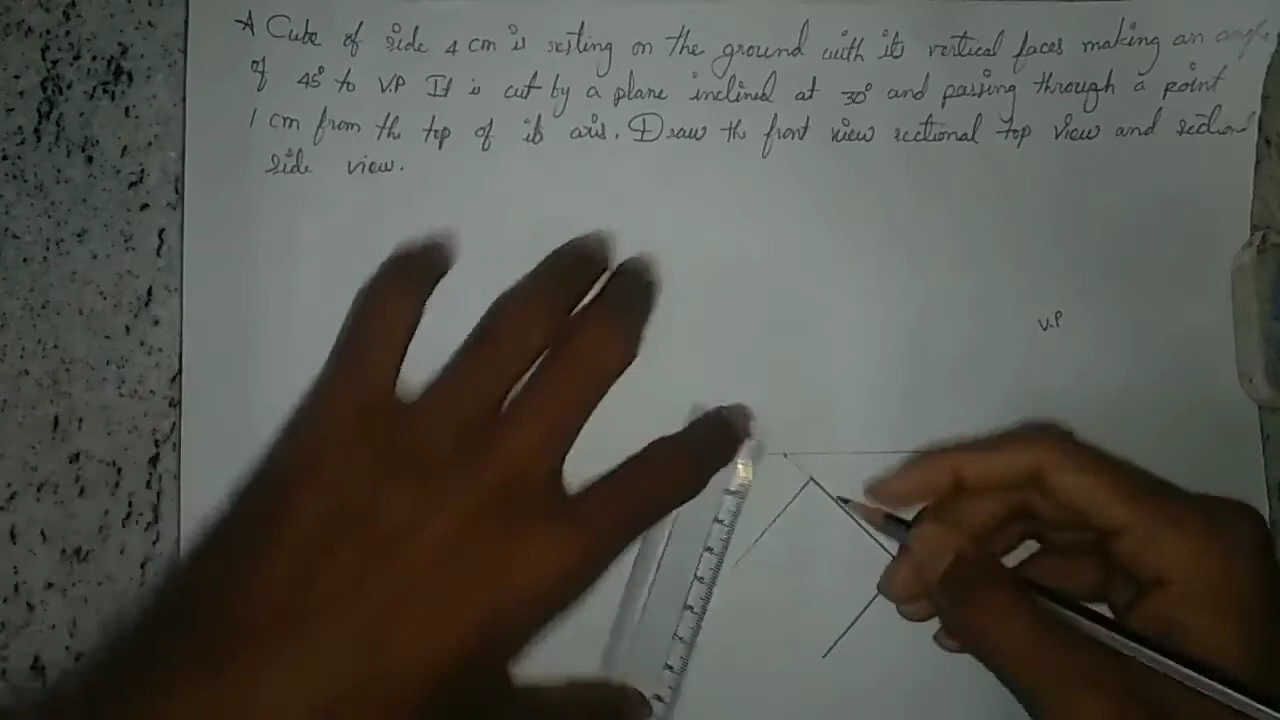 A Cube of side 4 cm is resting on the ground with its vertical faces making an angle
of 45° to V.P It is cut by a plane inclined at 30° and passing through a point
1 cm from the top of its axis. Draw the front view sectional top view and section
side view.
V.P